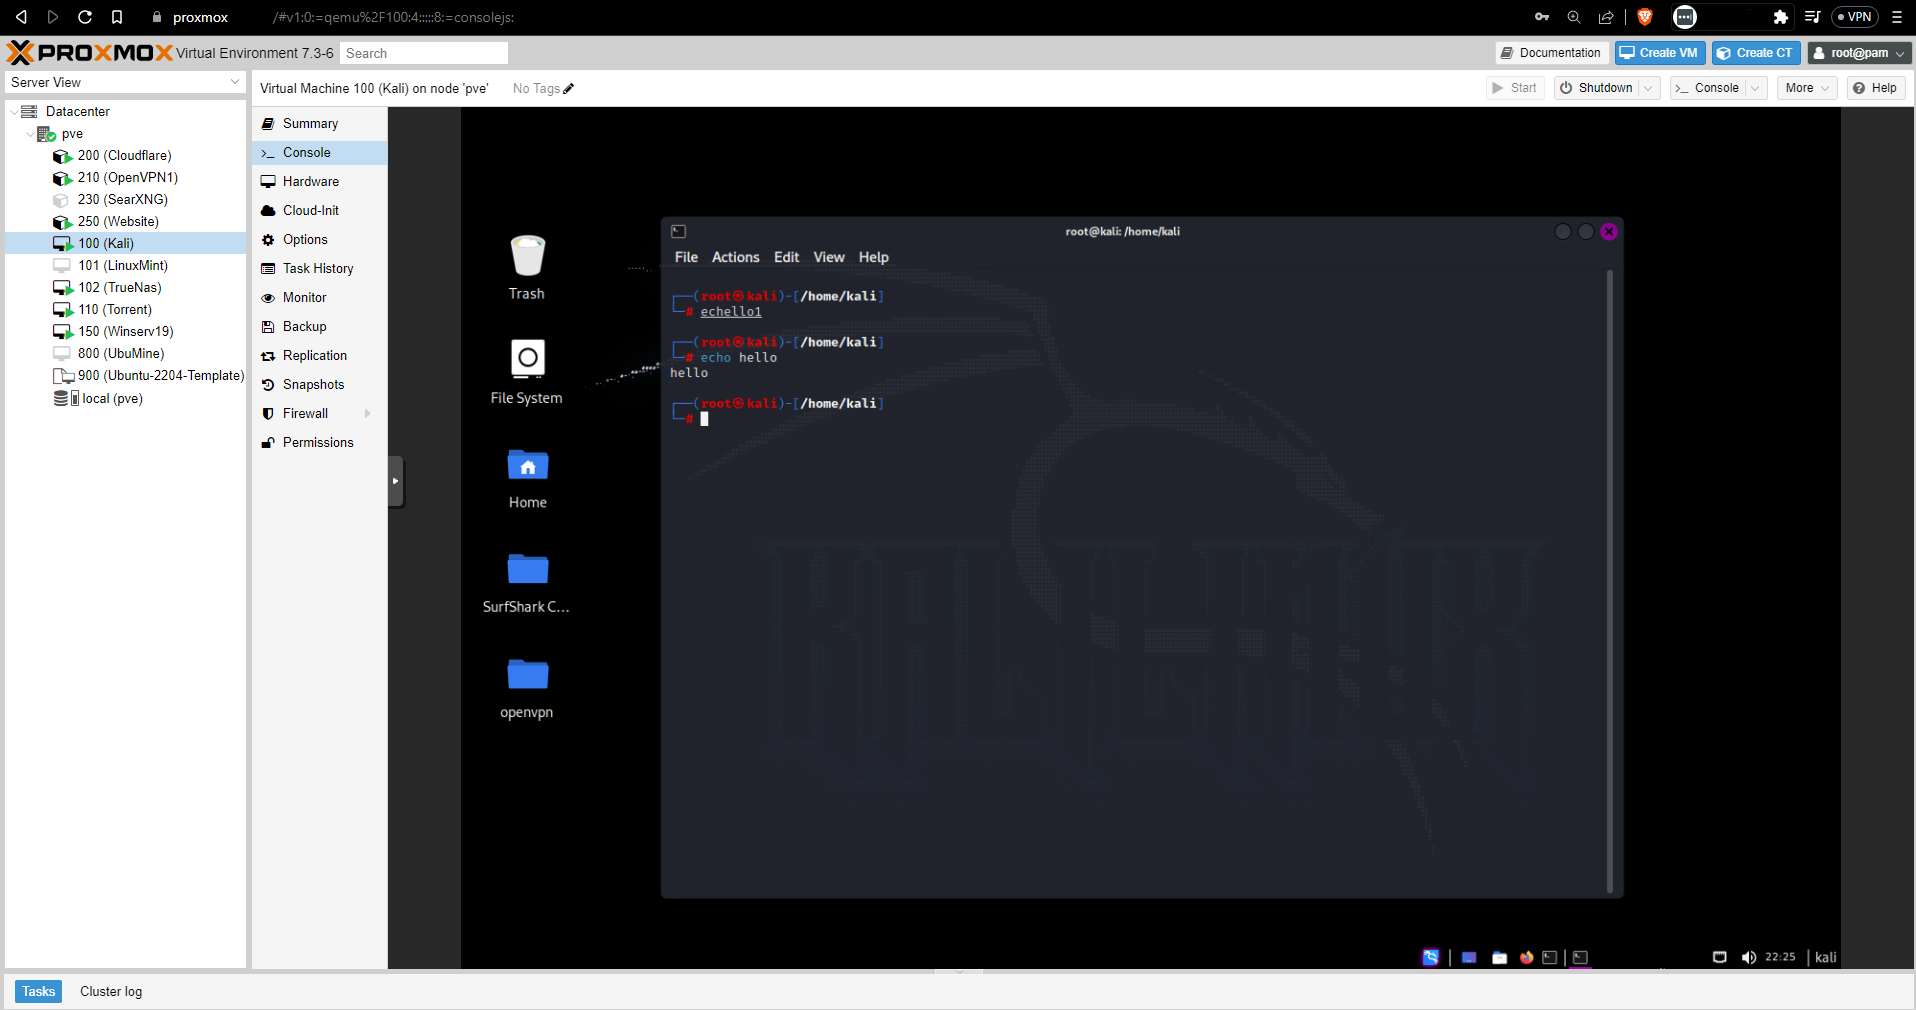 proxmox /#v1:0:=qemu%2F100:4:::::8:=consolejs:
VPN
PROXMOX Virtual Environment 7.3-6
Search
Documentation
Create VM
Create CT
root@pam
Server View
Datacenter
pve
200 (Cloudflare)
210 (OpenVPN1)
230 (SearXNG)
250 (Website)
100 (Kali)
101 (LinuxMint)
102 (TrueNas)
110 (Torrent)
150 (Winserv19)
800 (UbuMine)
900 (Ubuntu-2204-Template)
local (pve)
Virtual Machine 100 (Kali) on node 'pve'
No Tags
Start
Shutdown
>_ Console
More
Help
Summary
>_ Console
Hardware
Cloud-Init
Options
Task History
Monitor
Backup
Replication
Snapshots
Firewall
Permissions
Trash
File System
Home
SurfShark C...
openvpn
root@kali: /home/kali
File Actions Edit View Help
┌──(root㉿kali)-[/home/kali]
└─# echello1
┌──(root㉿kali)-[/home/kali]
└─# echo hello
hello
┌──(root㉿kali)-[/home/kali]
└─#
KALI LINUX
22:25
kali
Tasks
Cluster log